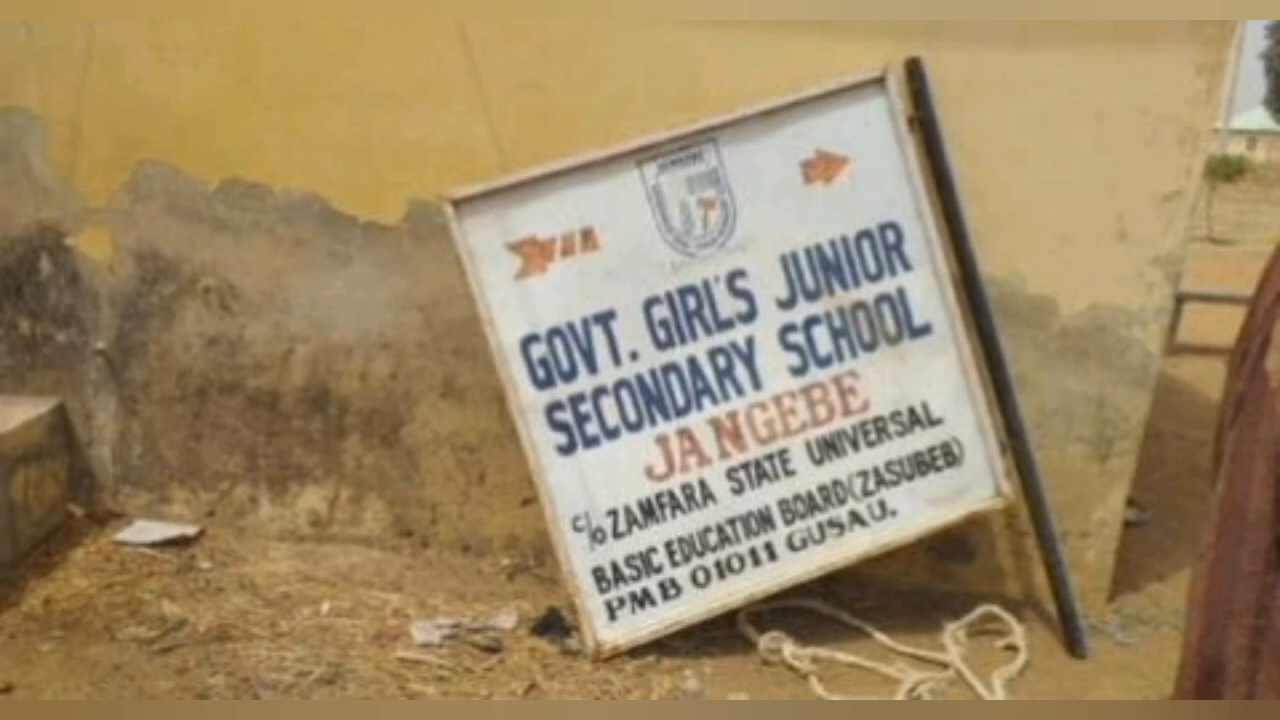 GOVT. GIRL'S JUNIOR
SECONDARY SCHOOL
JANGEBE
c/o ZAMFARA STATE UNIVERSAL
BASIC EDUCATION BOARD(ZASUBEB)
PMB 01011 GUSAU.